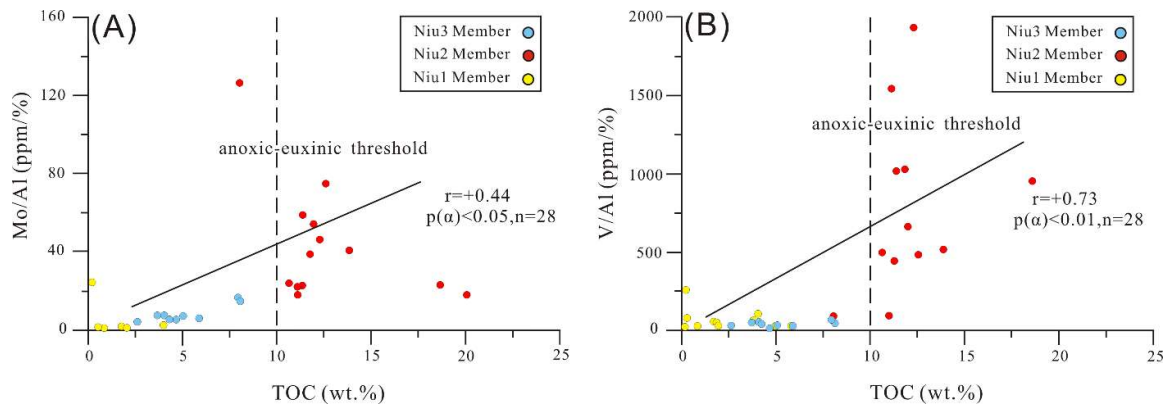 (A)
Niu3 Member
Niu2 Member
Niu1 Member
160
120
80
40
0
Mo/Al (ppm/%)
anoxic-euxinic threshold
r=+0.44
p(α)<0.05,n=28
0 5 10 15 20 25
TOC (wt.%)
(B)
Niu3 Member
Niu2 Member
Niu1 Member
2000
1500
1000
500
0
V/Al (ppm/%)
anoxic-euxinic threshold
r=+0.73
p(α)<0.01,n=28
0 5 10 15 20 25
TOC (wt.%)